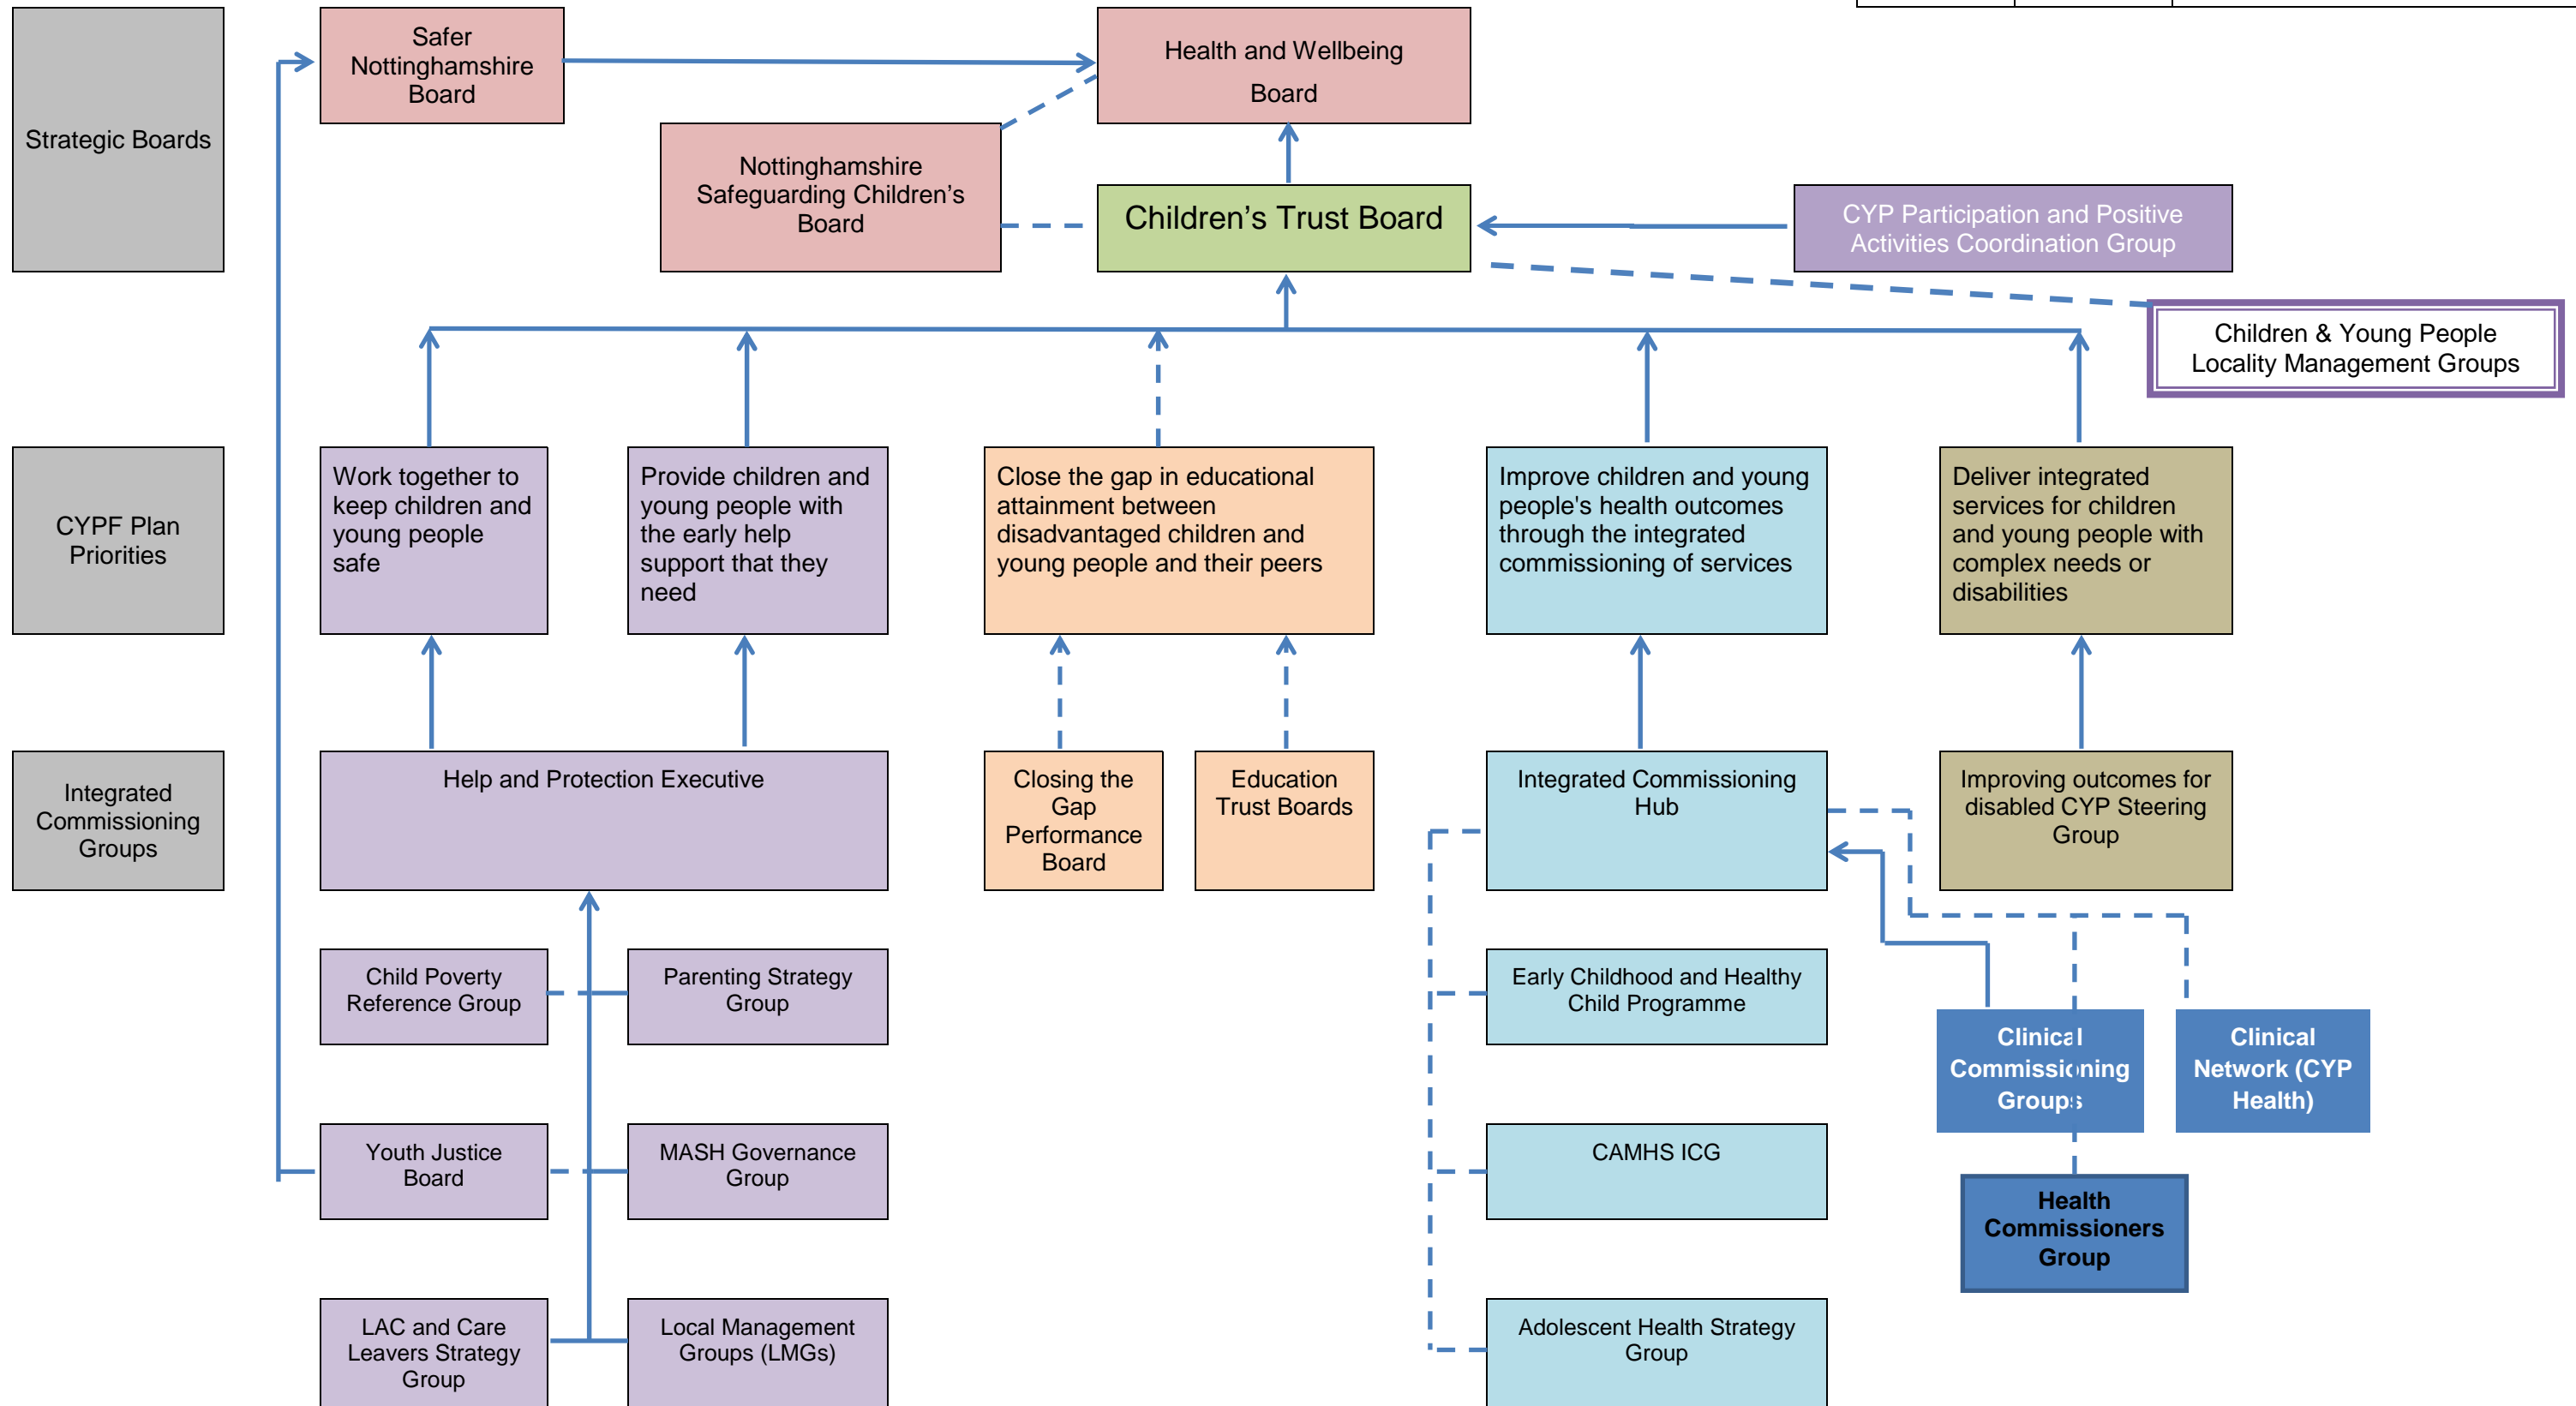 Strategic Boards
Safer
Nottinghamshire
Board
Health and Wellbeing
Board
Nottinghamshire
Safeguarding Children’s
Board
Children’s Trust Board
CYP Participation and Positive
Activities Coordination Group
Children & Young People
Locality Management Groups
CYPF Plan
Priorities
Work together to
keep children and
young people
safe
Provide children and
young people with
the early help
support that they
need
Close the gap in educational
attainment between
disadvantaged children and
young people and their peers
Improve children and young
people's health outcomes
through the integrated
commissioning of services
Deliver integrated
services for children
and young people with
complex needs or
disabilities
Integrated
Commissioning
Groups
Help and Protection Executive
Closing the
Gap
Performance
Board
Education
Trust Boards
Integrated Commissioning
Hub
Improving outcomes for
disabled CYP Steering
Group
Child Poverty
Reference Group
Parenting Strategy
Group
Early Childhood and Healthy
Child Programme
Clinical
Commissioning
Groups
Clinical
Network (CYP
Health)
Youth Justice
Board
MASH Governance
Group
CAMHS ICG
Health
Commissioners
Group
LAC and Care
Leavers Strategy
Group
Local Management
Groups (LMGs)
Adolescent Health Strategy
Group